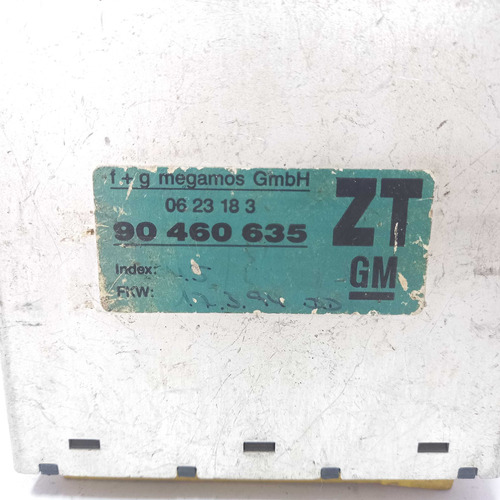 f + g megamos GmbH
06 23 18 3
90 460 635
ZT
GM
Index:
FKW: